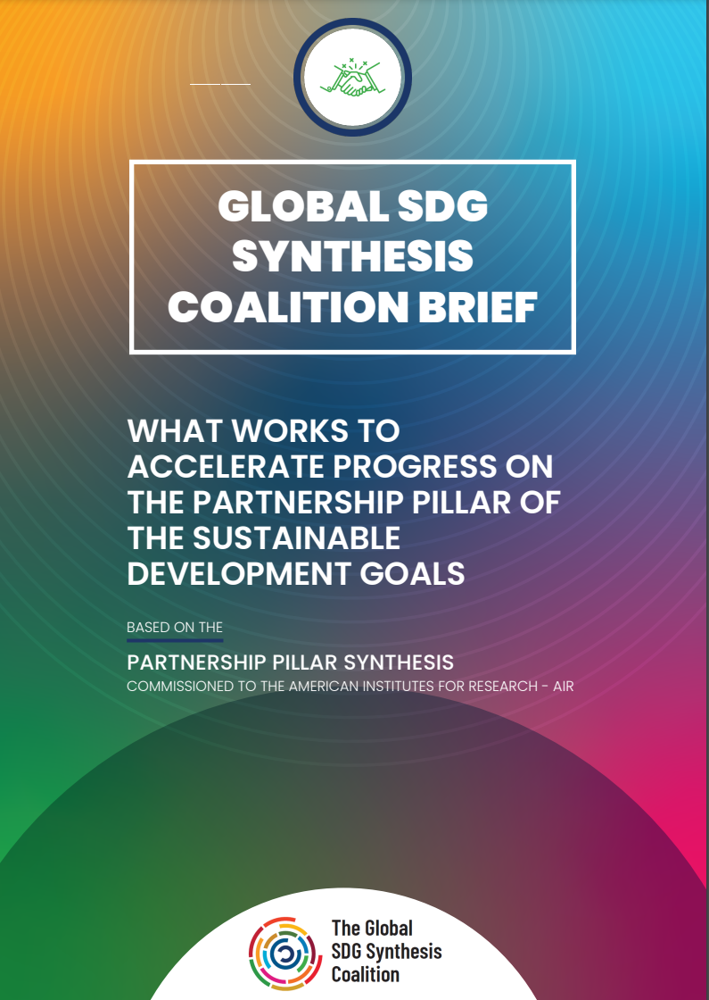 GLOBAL SDG
SYNTHESIS
COALITION BRIEF
WHAT WORKS TO
ACCELERATE PROGRESS ON
THE PARTNERSHIP PILLAR OF
THE SUSTAINABLE
DEVELOPMENT GOALS
BASED ON THE
PARTNERSHIP PILLAR SYNTHESIS
COMMISSIONED TO THE AMERICAN INSTITUTES FOR RESEARCH - AIR
The Global
SDG Synthesis
Coalition